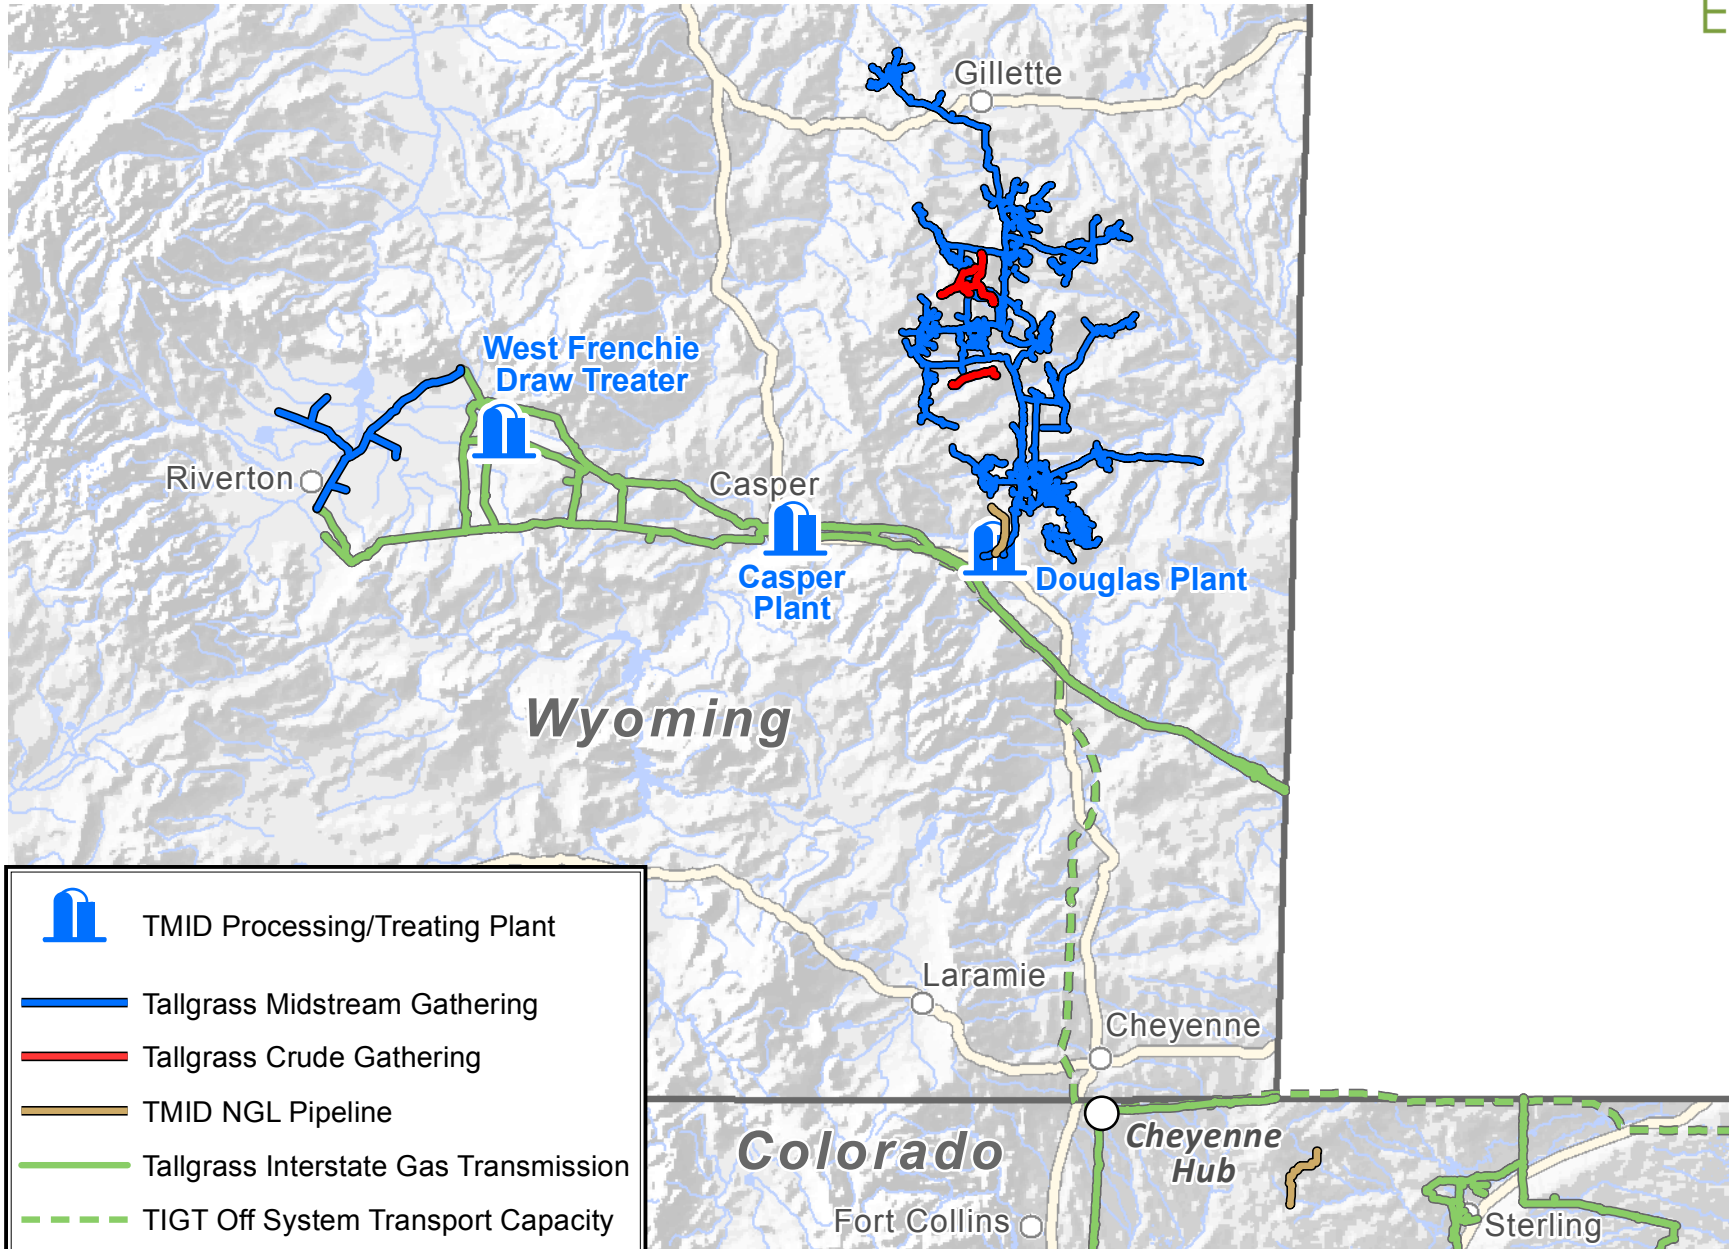 E
Gillette
West Frenchie
Draw Treater
Riverton
Casper
Casper
Plant
Douglas Plant
Wyoming
TMID Processing/Treating Plant
Tallgrass Midstream Gathering
Tallgrass Crude Gathering
TMID NGL Pipeline
Tallgrass Interstate Gas Transmission
TIGT Off System Transport Capacity
Laramie
Cheyenne
Colorado
Cheyenne
Hub
Fort Collins
Sterling